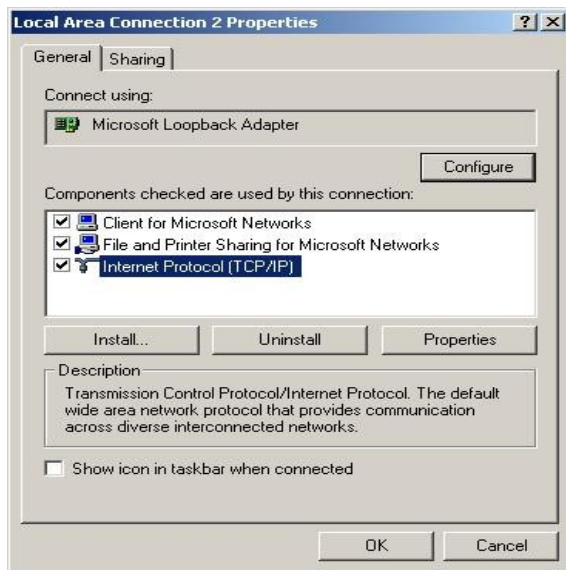 Local Area Connection 2 Properties
General
Sharing
Connect using:
Microsoft Loopback Adapter
Configure
Components checked are used by this connection:
Client for Microsoft Networks
File and Printer Sharing for Microsoft Networks
Internet Protocol (TCP/IP)
Install...
Uninstall
Properties
Description
Transmission Control Protocol/Internet Protocol. The default
wide area network protocol that provides communication
across diverse interconnected networks.
Show icon in taskbar when connected
OK
Cancel